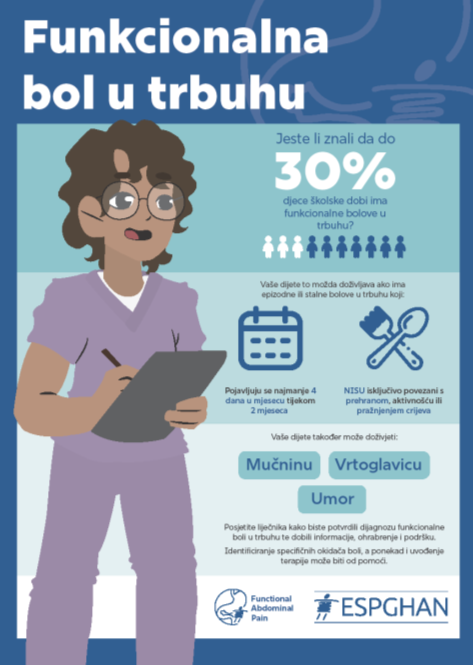 Funkcionalna
bol u trbuhu
Jeste li znali da do
30%
djece školske dobi ima
funkcionalne bolove u
trbuhu?
Vaše dijete to možda doživljava ako ima
epizodne ili stalne bolove u trbuhu koji:
Pojavljuju se najmanje 4
dana u mjesecu tijekom
2 mjeseca
NISU isključivo povezani s
prehranom, aktivnošću ili
pražnjenjem crijeva
Vaše dijete također može doživjeti:
Mučninu
Vrtoglavicu
Umor
Posjetite liječnika kako biste potvrdili dijagnozu funkcionalne
boli u trbuhu te dobili informacije, ohrabrenje i podršku.
Identificiranje specifičnih okidača boli, a ponekad i uvođenje
terapije može biti od pomoći.
Functional
Abdominal
Pain
ESPGHAN